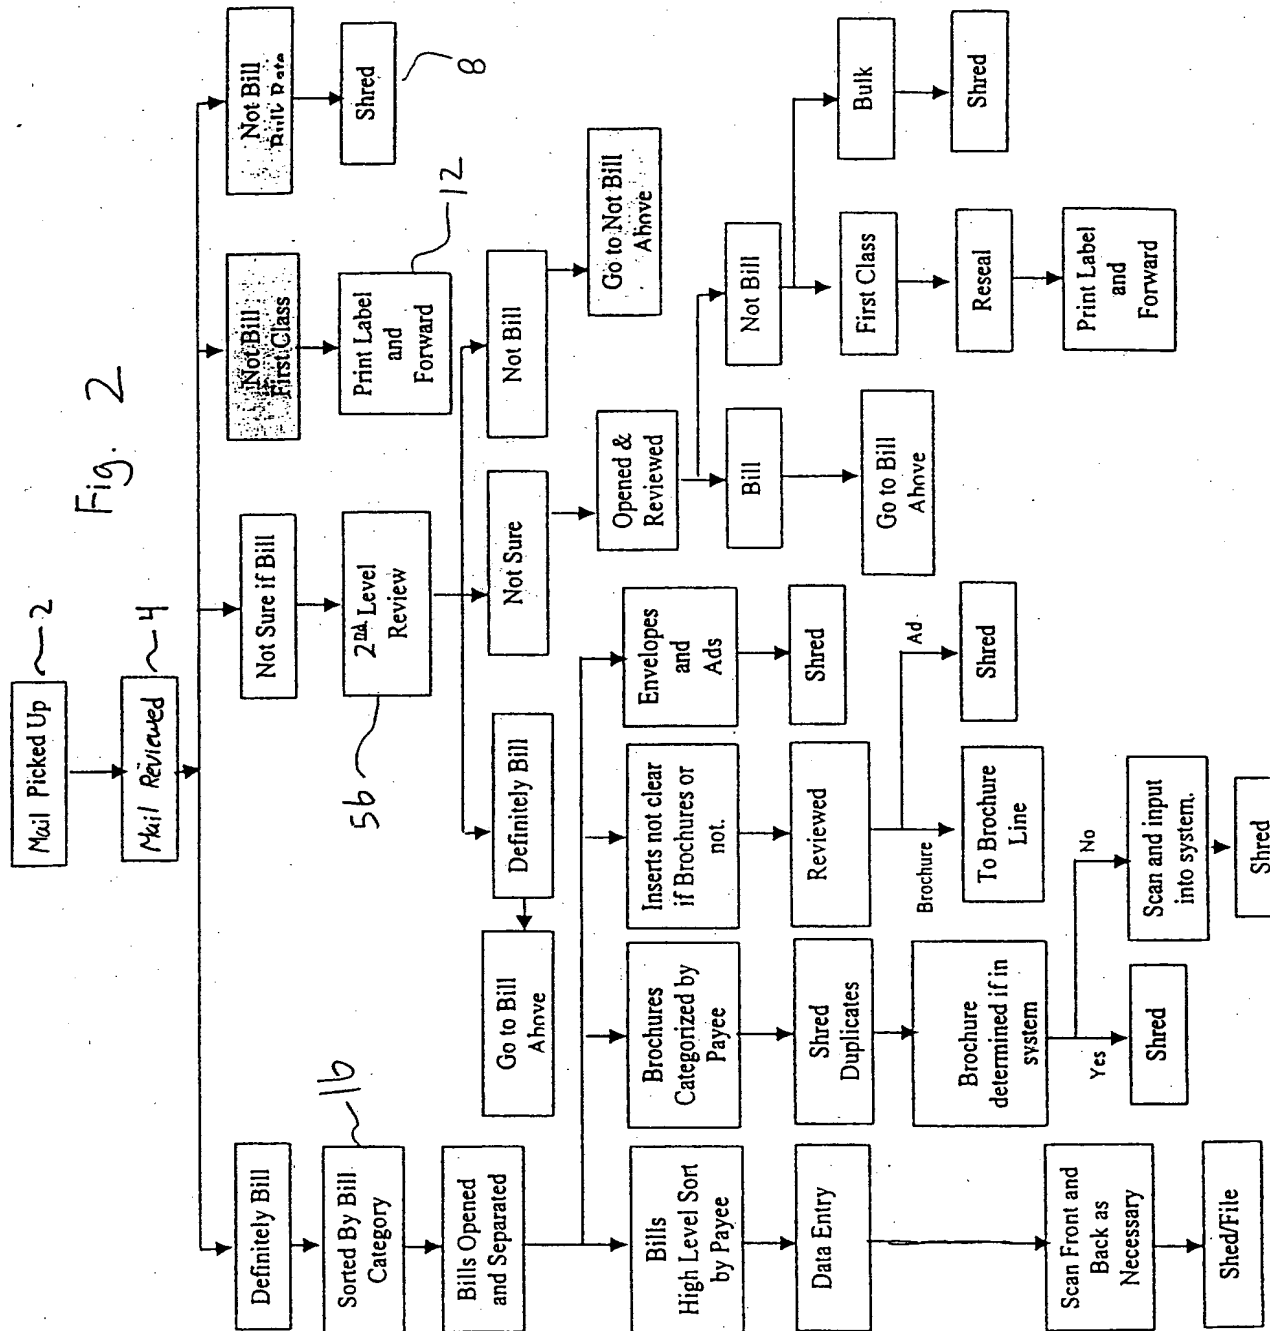 Fig. 2
Mail Picked Up
2
Mail Reviewed
4
Definitely Bill
Not Sure if Bill
Not Bill
First Class
Not Bill
Bulk Rate
Sorted By Bill
Category
16
2nd Level
Review
56
Print Label
and
Forward
12
Shred
8
Bills Opened
and Separated
Go to Bill
Above
Definitely Bill
Not Sure
Not Bill
Go to Not Bill
Above
Opened &
Reviewed
Bills
High Level Sort
by Payee
Brochures
Categorized by
Payee
Inserts not clear
if Brochures or
not.
Envelopes
and
Ads
Bill
Not Bill
Data Entry
Shred
Duplicates
Reviewed
Shred
Go to Bill
Above
First Class
Bulk
Brochure
Ad
Reseal
Shred
Brochure
determined if in
system
To Brochure
Line
Shred
Print Label
and
Forward
Scan Front and
Back as
Necessary
Yes
No
Shred
Scan and input
into system.
Shed/File
Shred